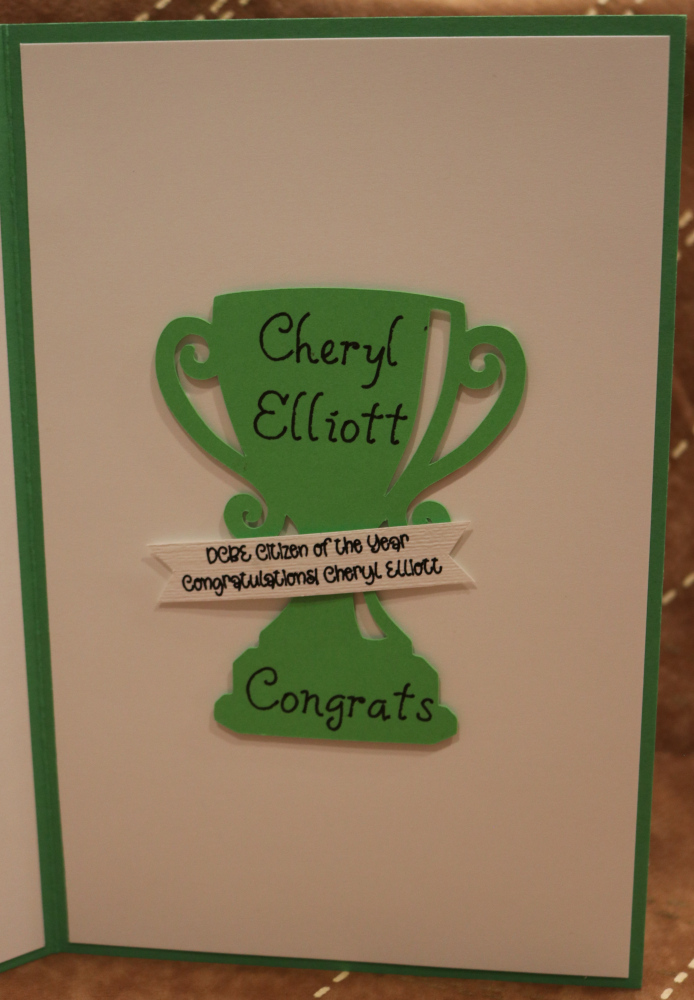 Cheryl
Elliott
DCBE Citizen of the Year
Congratulations! Cheryl Elliott
Congrats